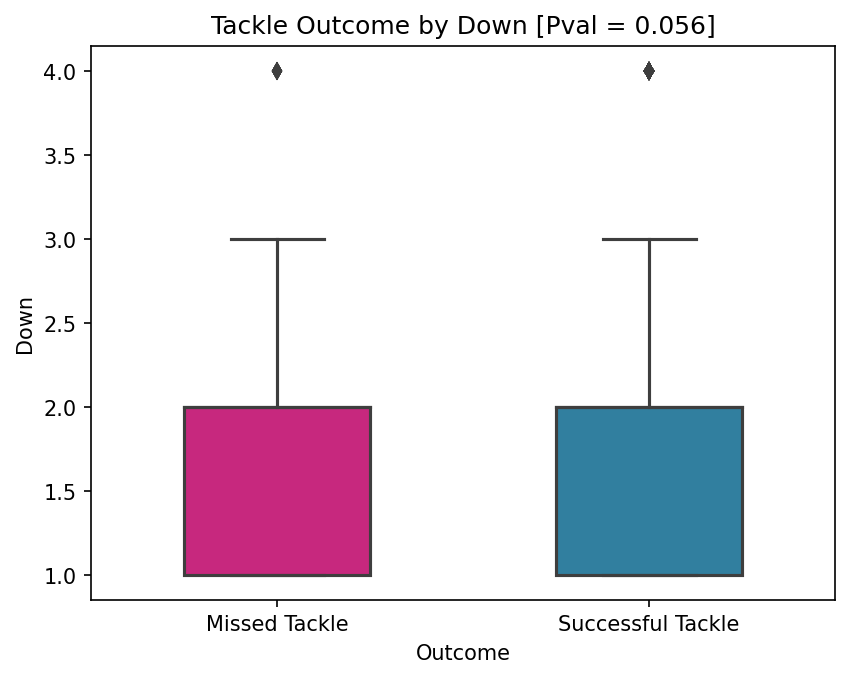 Tackle Outcome by Down [Pval = 0.056]
4.0
3.5
3.0
2.5
2.0
1.5
1.0
Down
Missed Tackle
Successful Tackle
Outcome